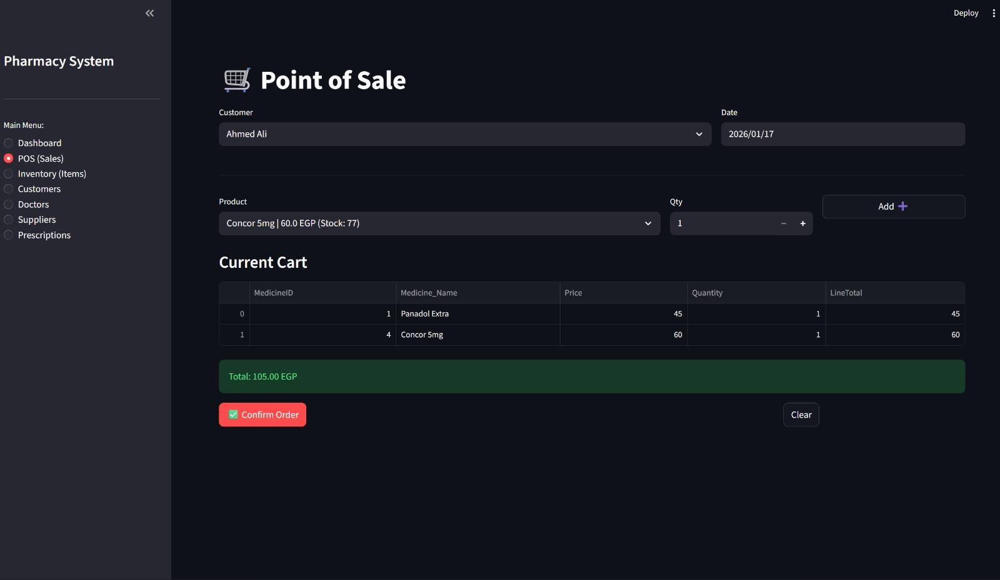 Deploy
Pharmacy System
Main Menu:
Dashboard
POS (Sales)
Inventory (Items)
Customers
Doctors
Suppliers
Prescriptions
Point of Sale
Customer
Date
Ahmed Ali
2026/01/17
Product
Qty
Concor 5mg | 60.0 EGP (Stock: 77)
1
Add
Current Cart
MedicineID Medicine_Name Price Quantity LineTotal
0 1 Panadol Extra 45 1 45
1 4 Concor 5mg 60 1 60
Total: 105.00 EGP
Confirm Order
Clear